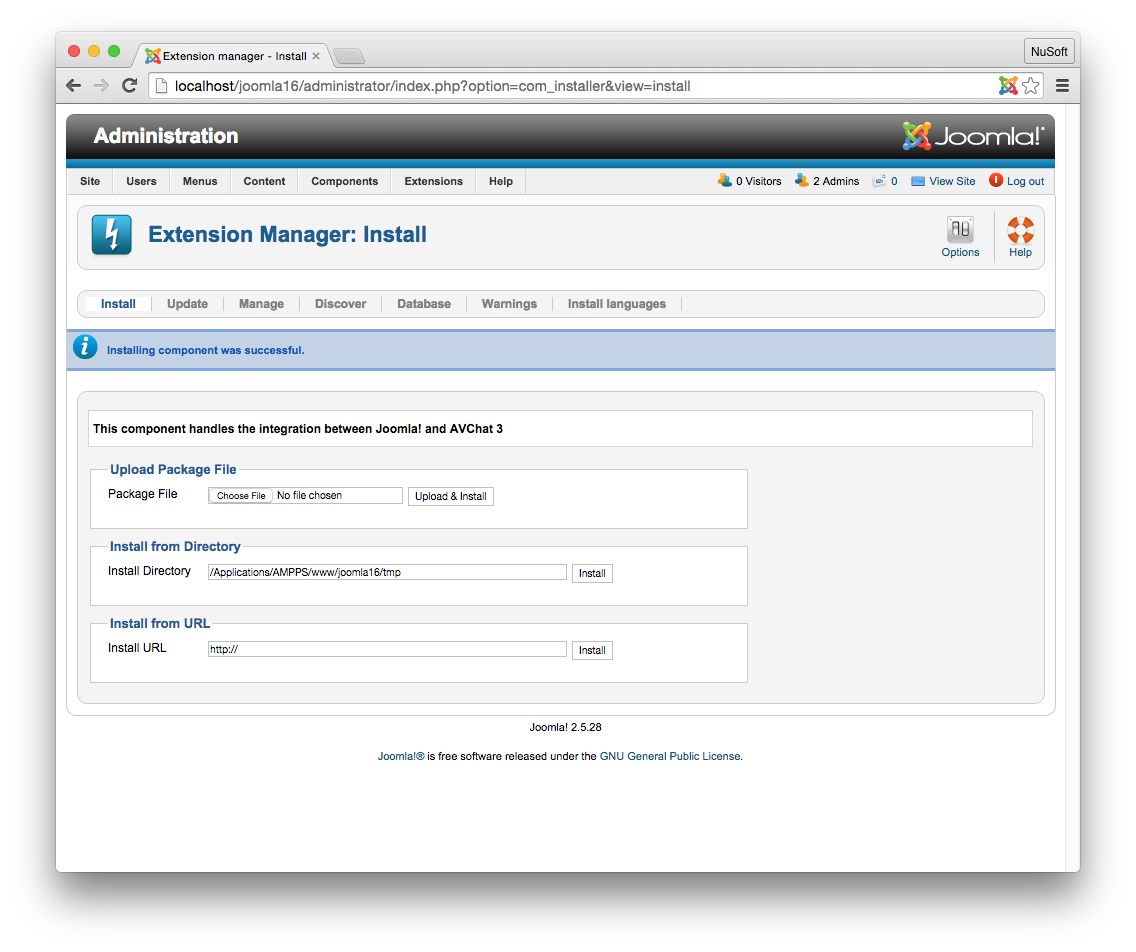 Extension manager - Install
NuSoft
localhost/joomla16/administrator/index.php?option=com_installer&view=install
Administration
Joomla!
Site Users Menus Content Components Extensions Help 0 Visitors 2 Admins 0 View Site Log out
Extension Manager: Install
Options Help
Install Update Manage Discover Database Warnings Install languages
Installing component was successful.
This component handles the integration between Joomla! and AVChat 3
Upload Package File
Package File Choose File No file chosen Upload & Install
Install from Directory
Install Directory /Applications/AMPPS/www/joomla16/tmp Install
Install from URL
Install URL http:// Install
Joomla! 2.5.28
Joomla!® is free software released under the GNU General Public License.